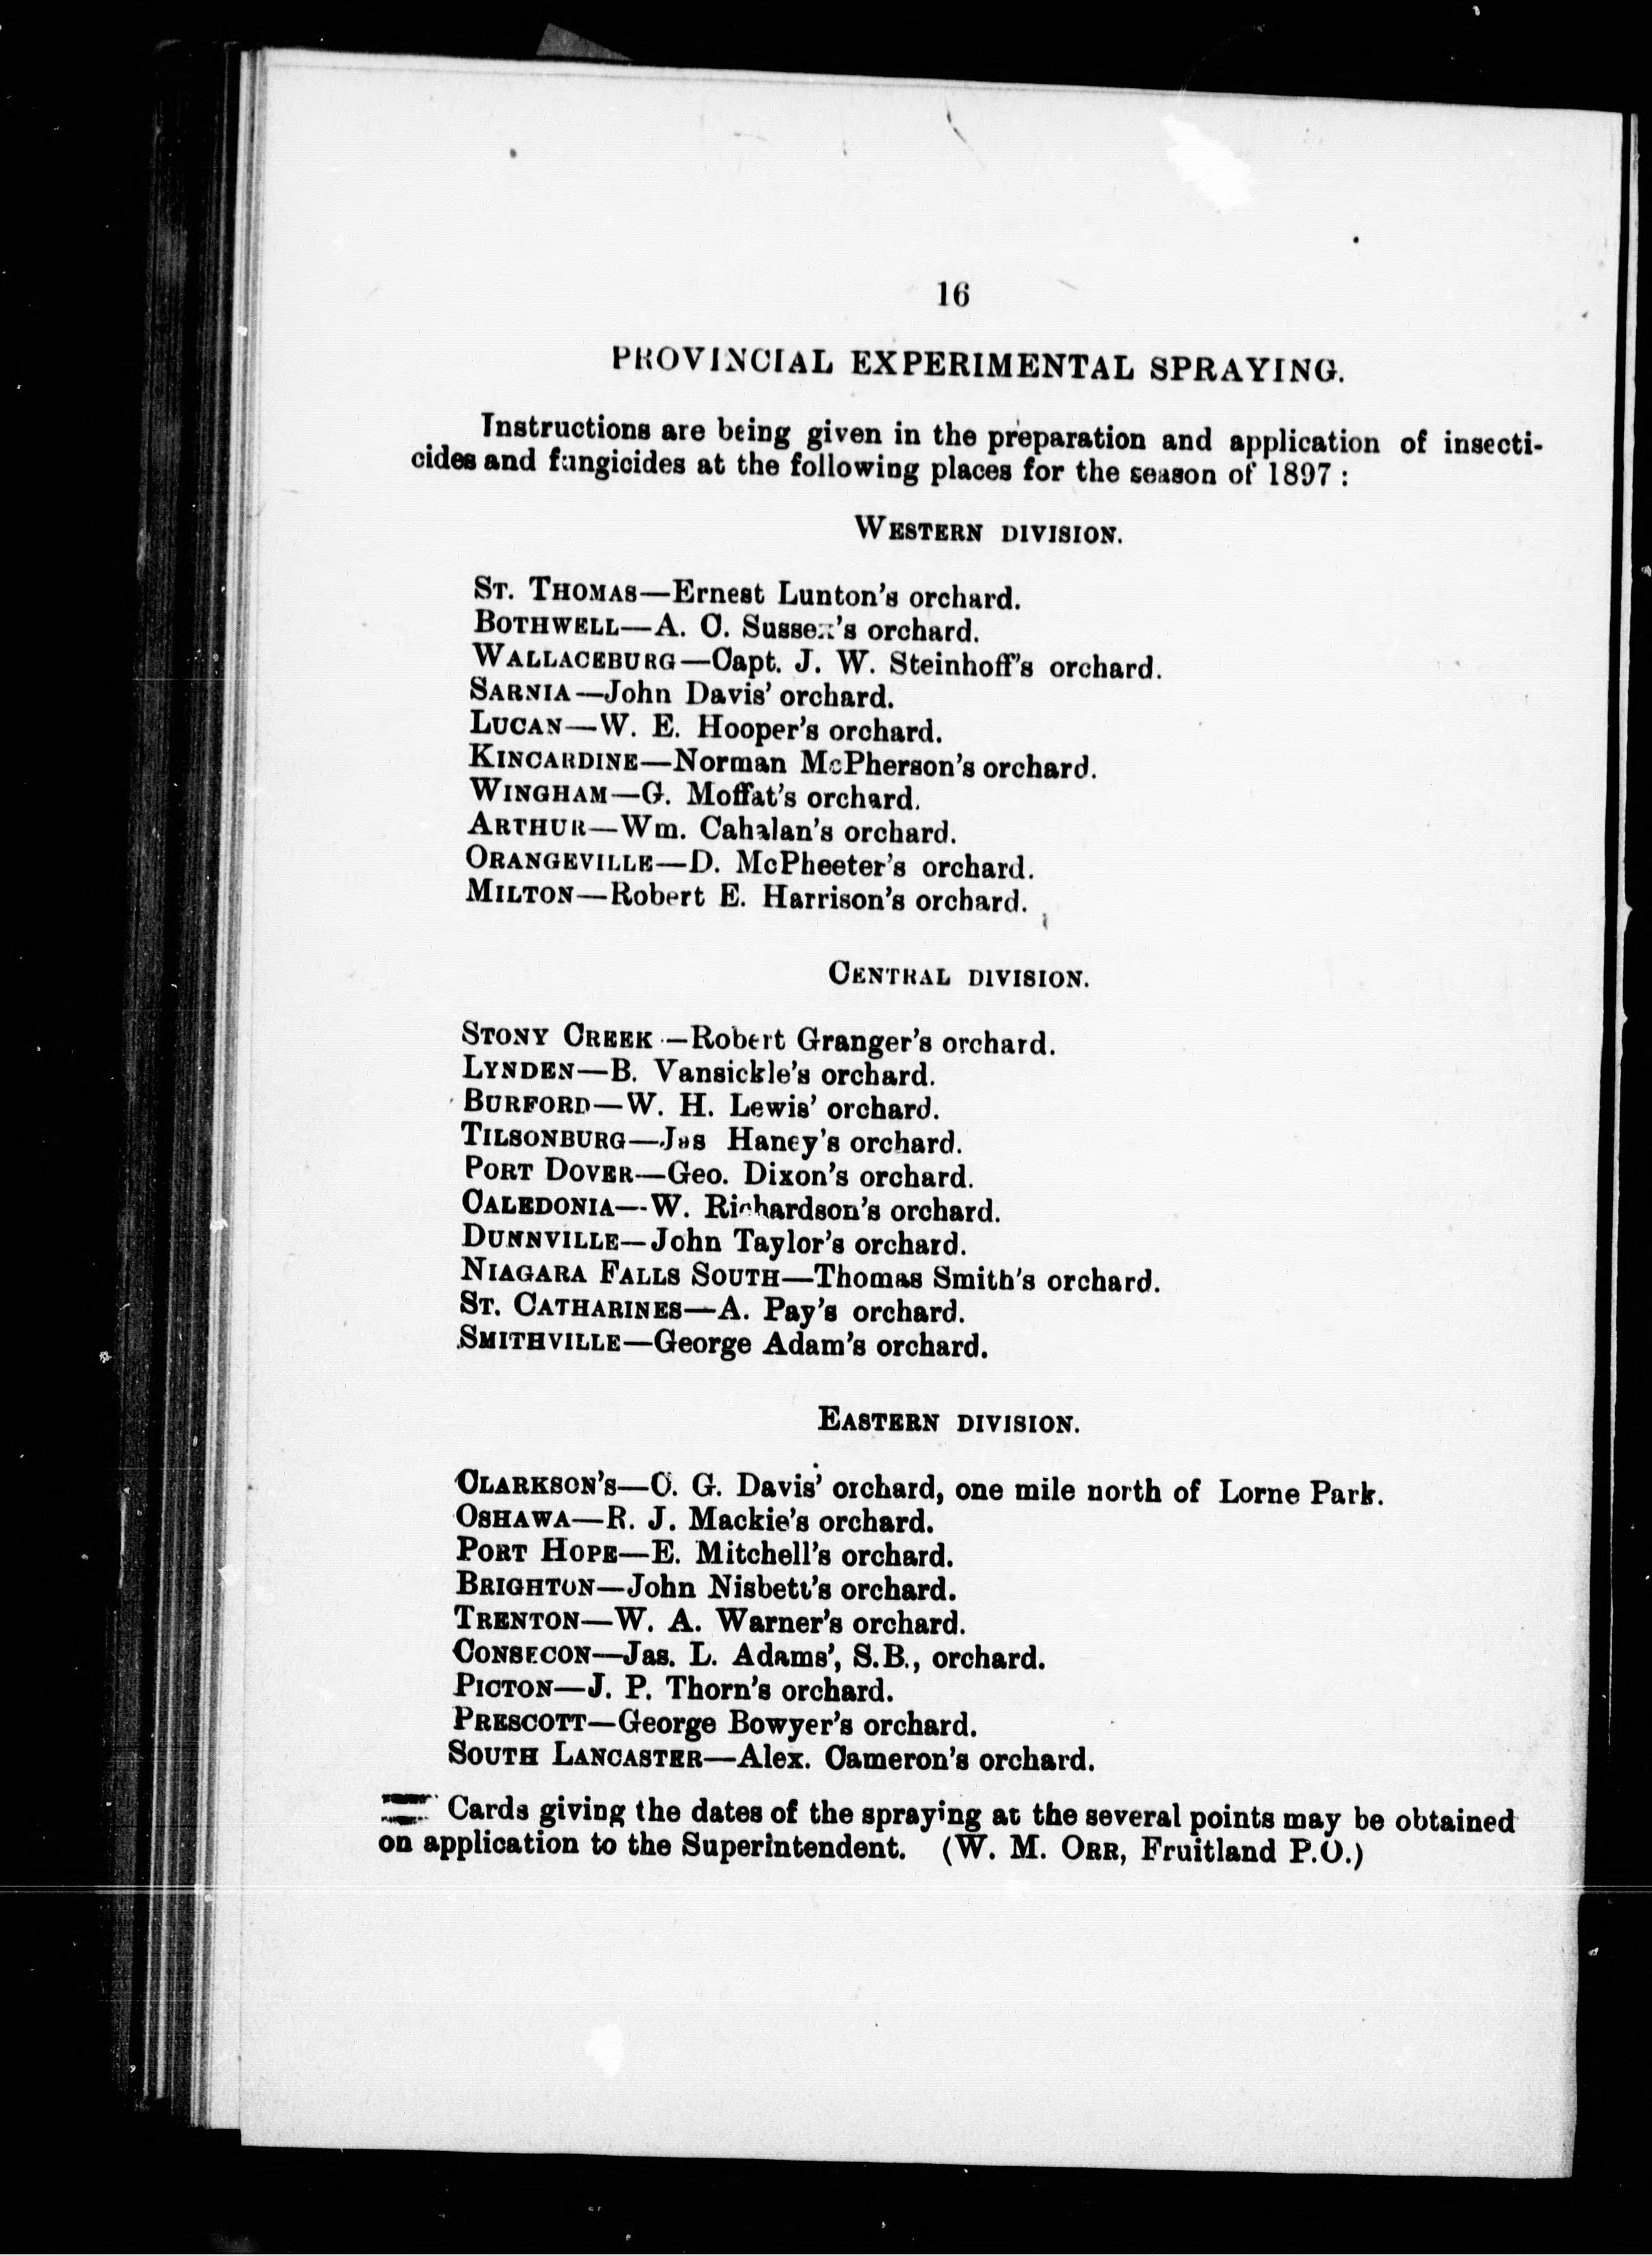 16
PROVINCIAL EXPERIMENTAL SPRAYING.
Instructions are being given in the preparation and application of insecti-
cides and fungicides at the following places for the season of 1897 :
WESTERN DIVISION.
ST. THOMAS—Ernest Lunton's orchard.
BOTHWELL—A. C. Sussex's orchard.
WALLACEBURG—Capt. J. W. Steinhoff's orchard.
SARNIA—John Davis' orchard.
LUCAN—W. E. Hooper's orchard.
KINCARDINE—Norman McPherson's orchard.
WINGHAM—G. Moffat's orchard.
ARTHUR—Wm. Cahalan's orchard.
ORANGEVILLE—D. McPheeter's orchard.
MILTON—Robert E. Harrison's orchard.
CENTRAL DIVISION.
STONY CREEK—Robert Granger's orchard.
LYNDEN—B. Vansickle's orchard.
BURFORD—W. H. Lewis' orchard.
TILSONBURG—Jas Haney's orchard.
PORT DOVER—Geo. Dixon's orchard.
CALEDONIA—W. Richardson's orchard.
DUNNVILLE—John Taylor's orchard.
NIAGARA FALLS SOUTH—Thomas Smith's orchard.
ST. CATHARINES—A. Pay's orchard.
SMITHVILLE—George Adam's orchard.
EASTERN DIVISION.
CLARKSON'S—C. G. Davis' orchard, one mile north of Lorne Park.
OSHAWA—R. J. Mackie's orchard.
PORT HOPE—E. Mitchell's orchard.
BRIGHTON—John Nisbett's orchard.
TRENTON—W. A. Warner's orchard.
CONSECON—Jas. L. Adams', S.B., orchard.
PICTON—J. P. Thorn's orchard.
PRESCOTT—George Bowyer's orchard.
SOUTH LANCASTER—Alex. Cameron's orchard.
Cards giving the dates of the spraying at the several points may be obtained
on application to the Superintendent. (W. M. ORR, Fruitland P.O.)